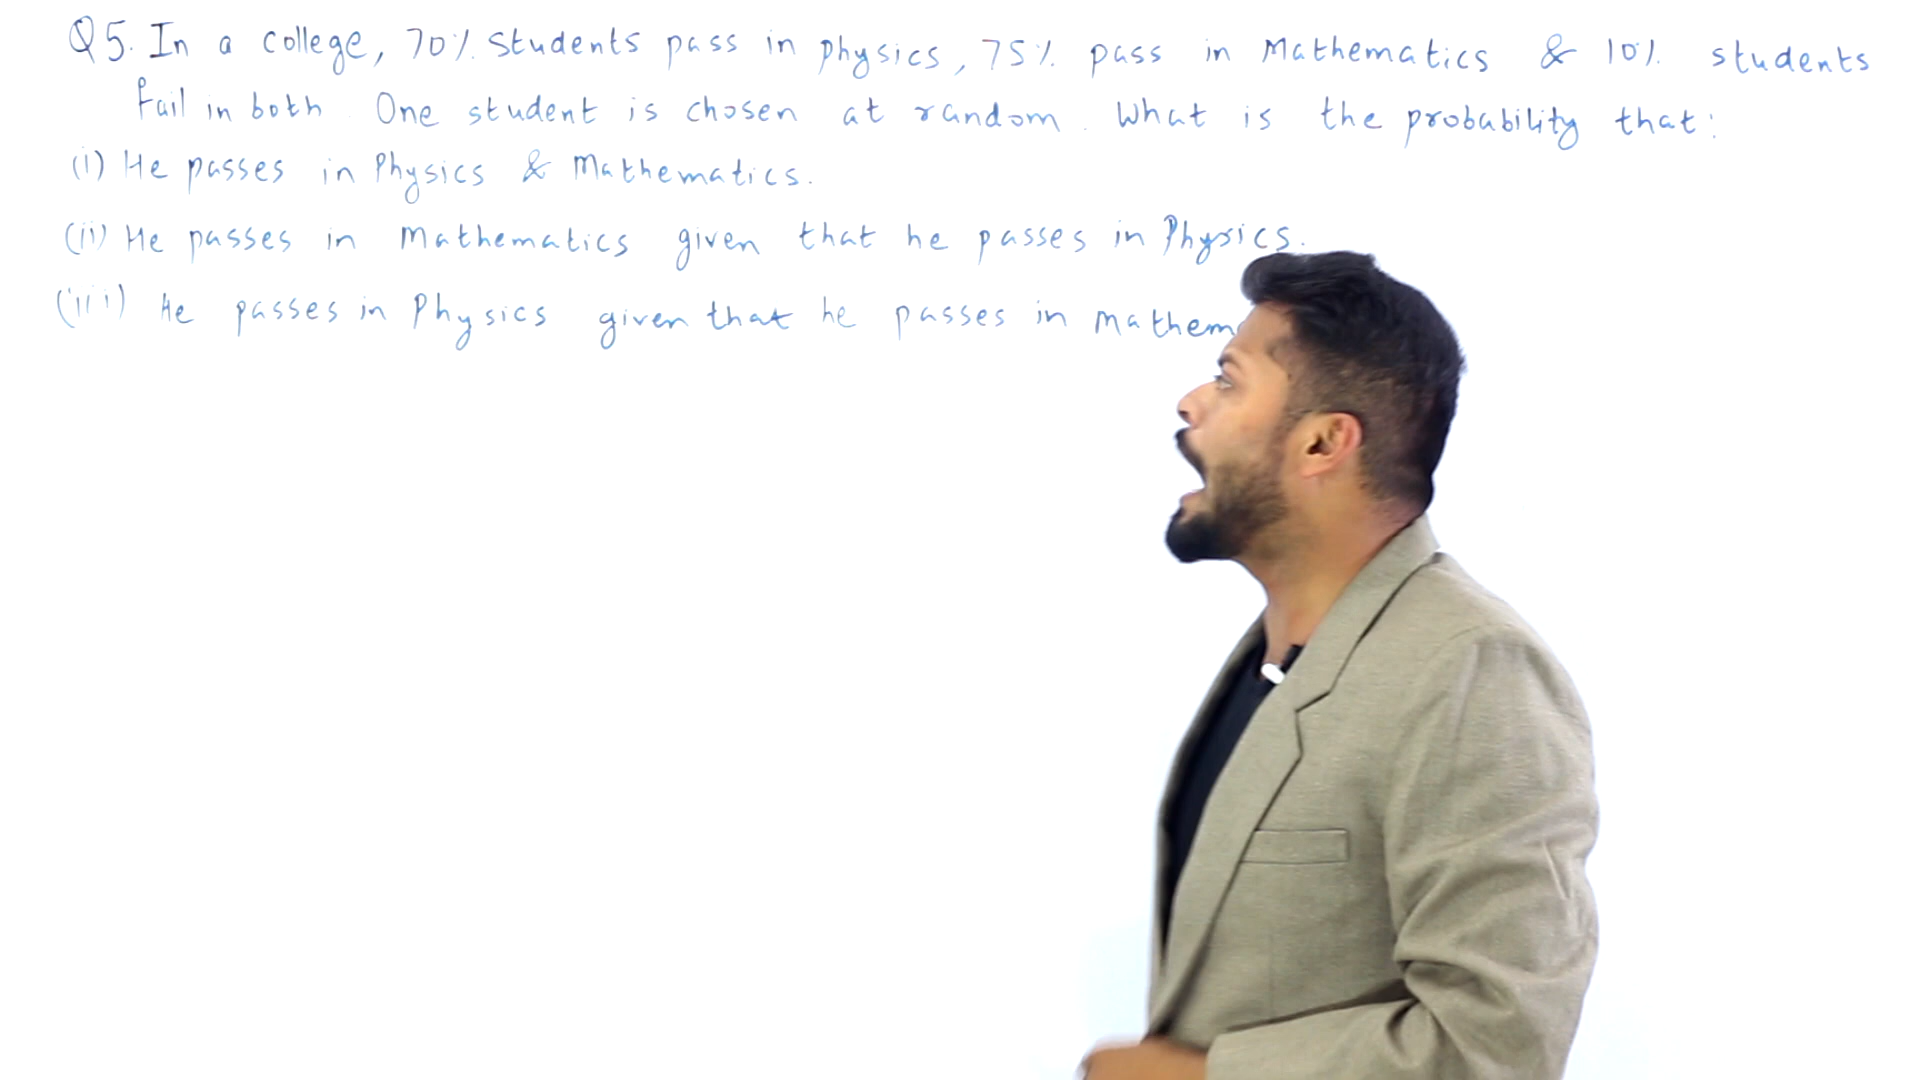 Q5. In a college, 70% students pass in physics, 75% pass in Mathematics & 10% students
fail in both. One student is chosen at random. What is the probability that:
(i) He passes in Physics & Mathematics.
(ii) He passes in Mathematics given that he passes in Physics.
(iii) He passes in Physics given that he passes in mathem